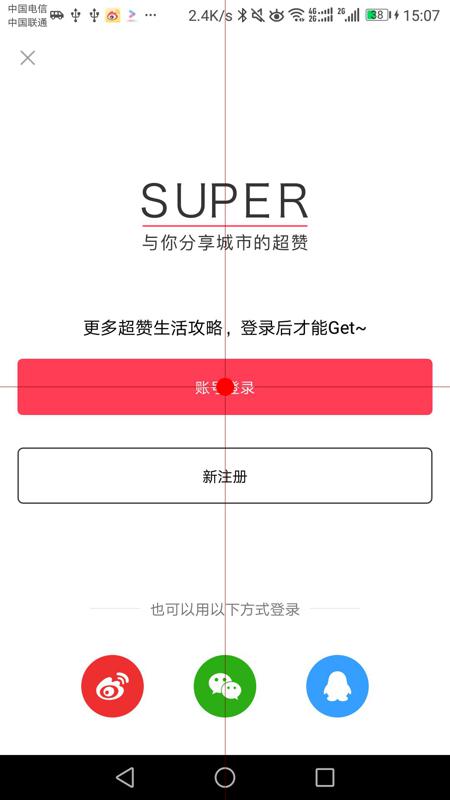 中国电信
中国联通
2.4K/s 4G 2G 2G 38 15:07
SUPER
与你分享城市的超赞
更多超赞生活攻略，登录后才能Get~
账号登录
新注册
也可以用以下方式登录